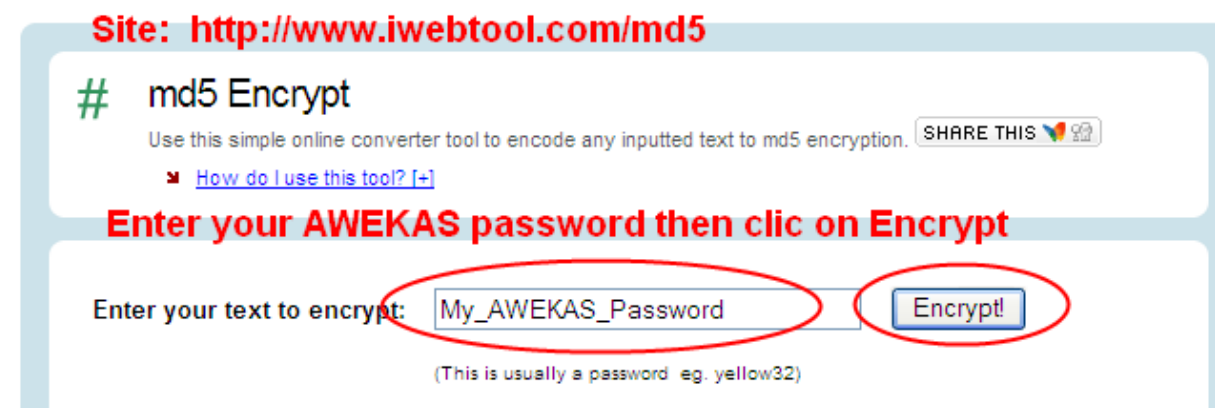 Site: http://www.iwebtool.com/md5
# md5 Encrypt
Use this simple online converter tool to encode any inputted text to md5 encryption. SHARE THIS
How do I use this tool? [+]
Enter your AWEKAS password then clic on Encrypt
Enter your text to encrypt: My_AWEKAS_Password Encrypt!
(This is usually a password eg. yellow32)